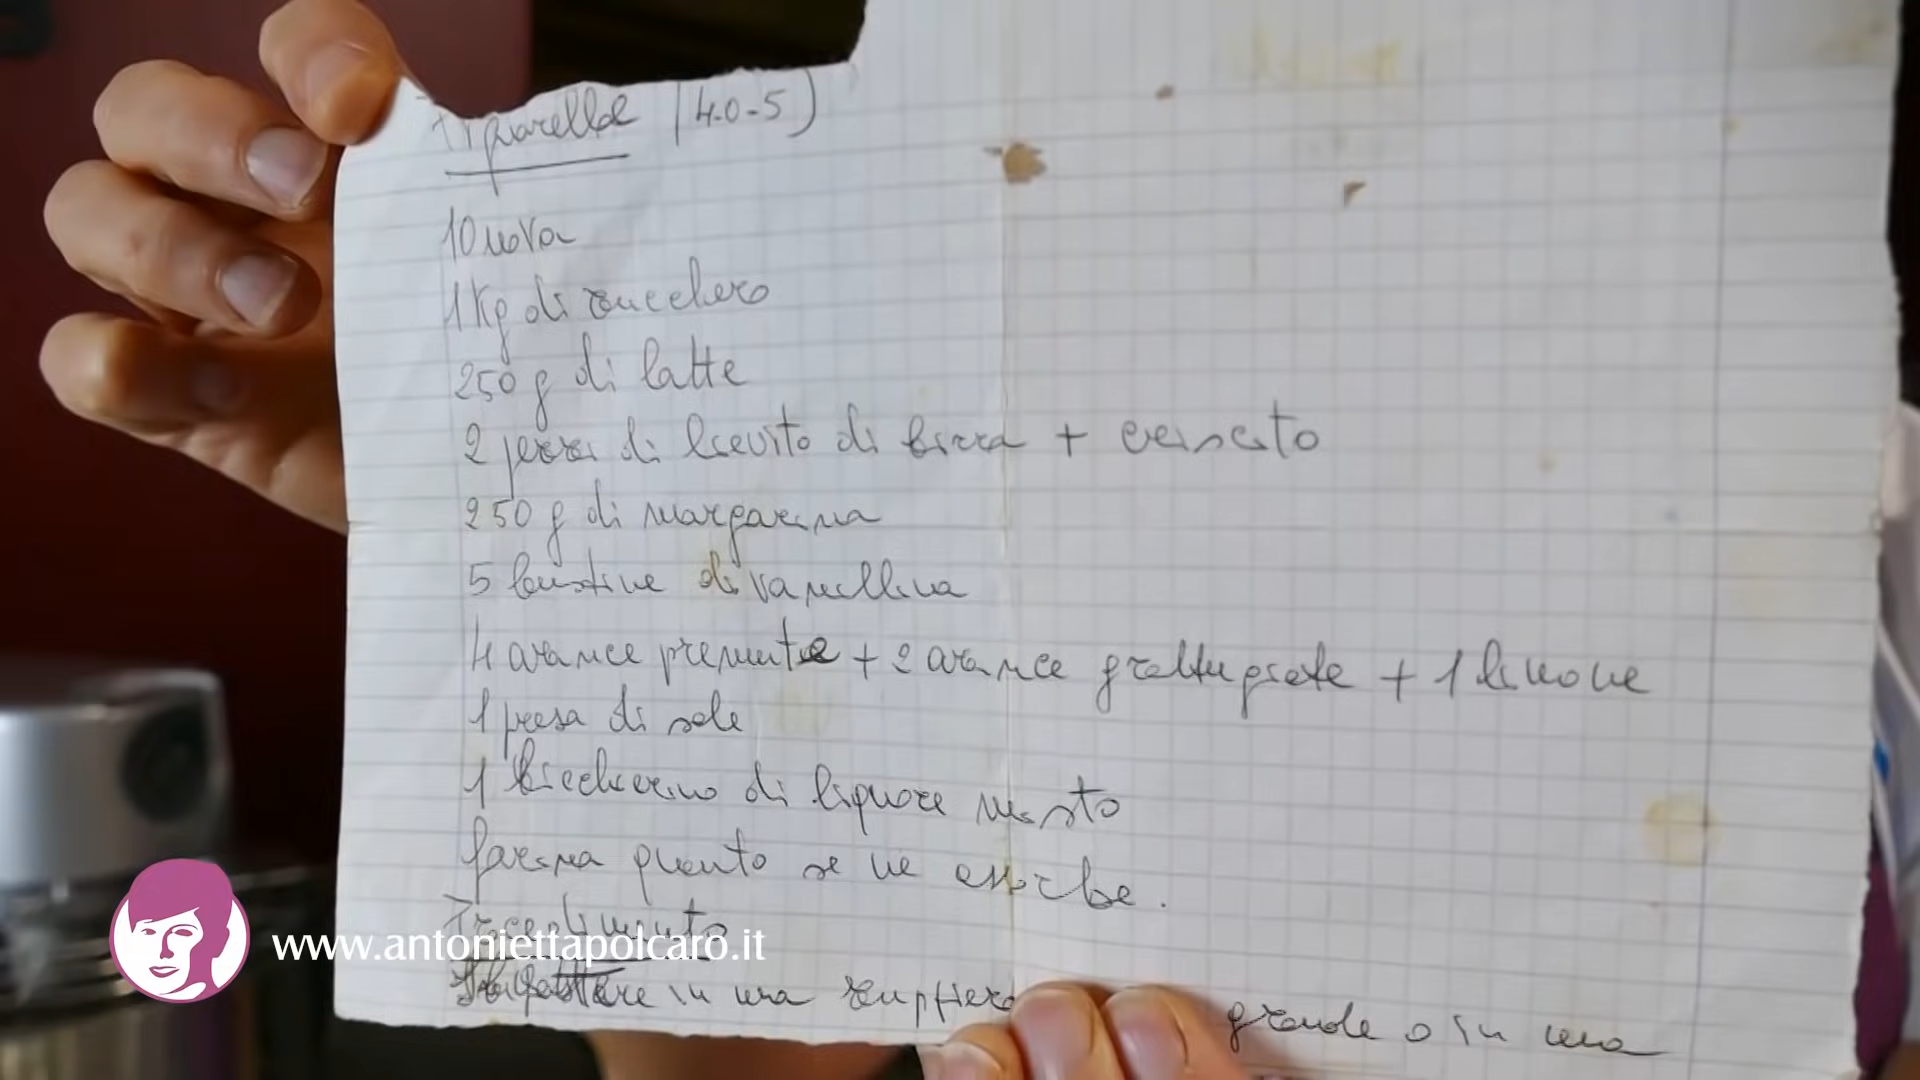 Pigarelle (4.0-5)
10 uova
1 Kg di zucchero
250 g di latte
2 pezzi di lievito di birra + crescito
250 g di margarina
5 bustine di vanillina
4 arance premute + 2 arance grattugiate + 1 limone
1 presa di sale
1 bicchierino di liquore misto
farina quanto se ne assorbe.
Procedimento
in una zuppiera grande o in una
www.antoniettapolcaro.it